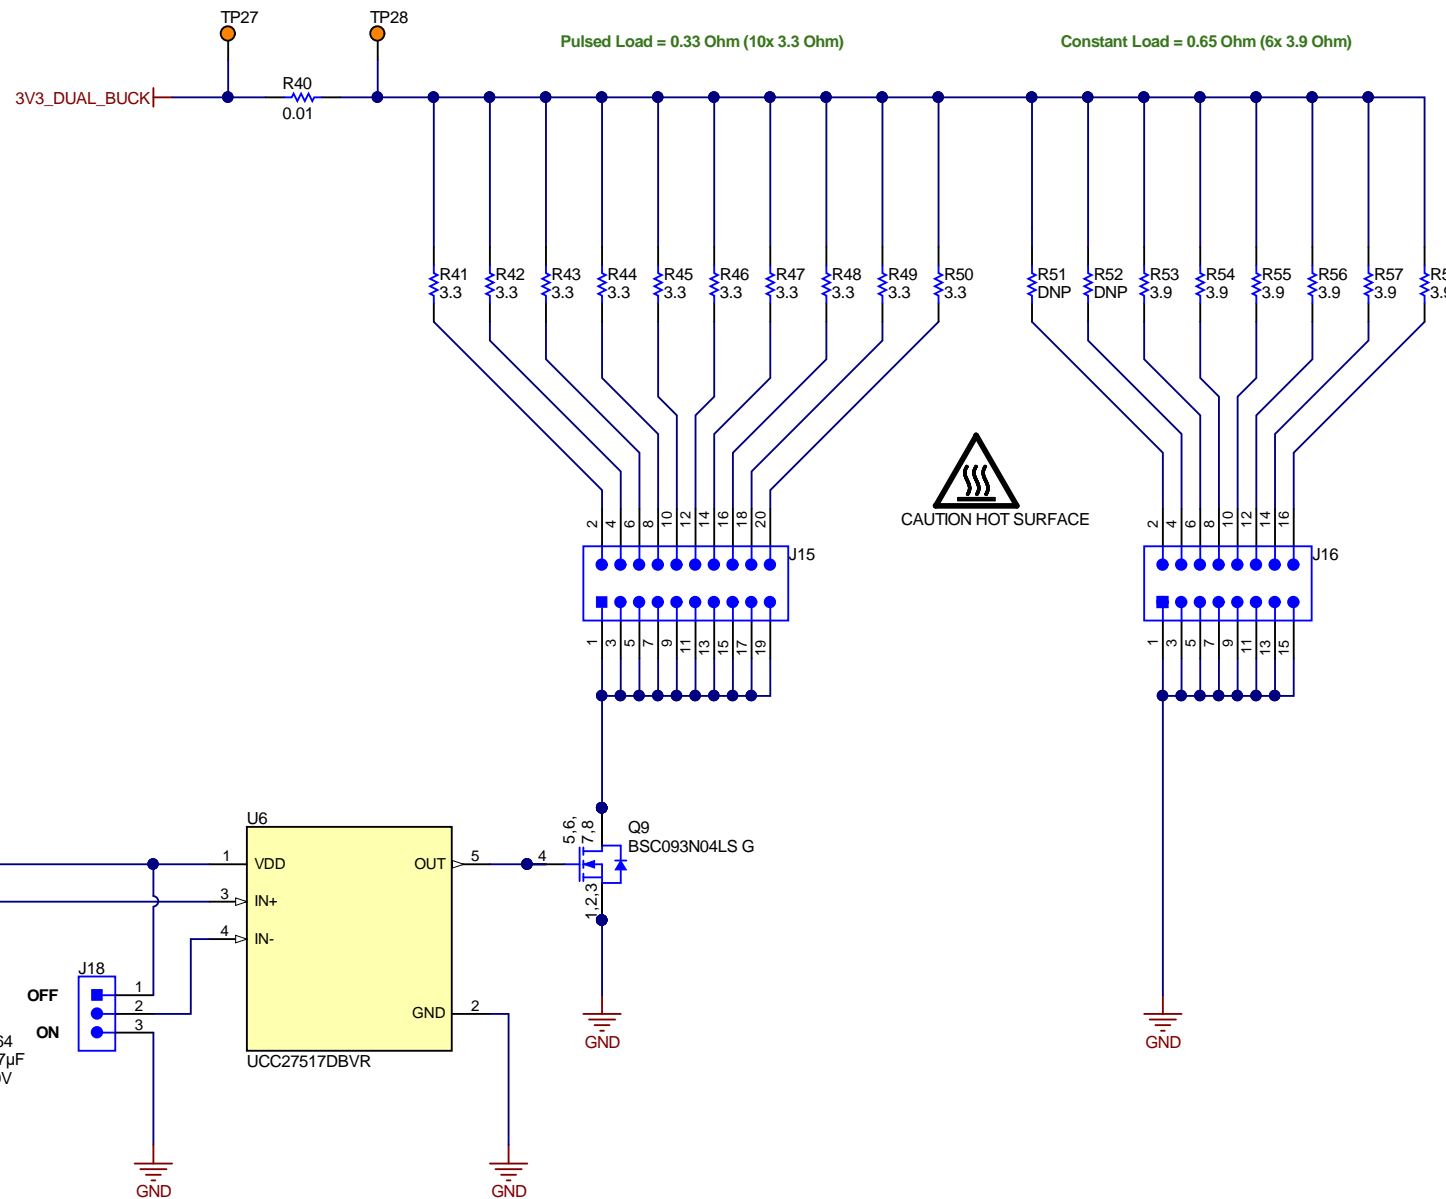 TP27
TP28
Pulsed Load = 0.33 Ohm (10x 3.3 Ohm)
Constant Load = 0.65 Ohm (6x 3.9 Ohm)
3V3_DUAL_BUCK
R40
0.01
R41
3.3
R42
3.3
R43
3.3
R44
3.3
R45
3.3
R46
3.3
R47
3.3
R48
3.3
R49
3.3
R50
3.3
R51
DNP
R52
DNP
R53
3.9
R54
3.9
R55
3.9
R56
3.9
R57
3.9
CAUTION HOT SURFACE
2 4 6 8 10 12 14 16 18 20
J15
1 3 5 7 9 11 13 15 17 19
2 4 6 8 10 12 14 16
J16
1 3 5 7 9 11 13 15
U6
1
VDD
3
IN+
4
IN-
OUT
5
GND
2
UCC27517DBVR
4
5,6,
7,8
1,2,3
Q9
BSC093N04LS G
J18
OFF
ON
1
2
3
64
7µF
V
GND
GND
GND
GND